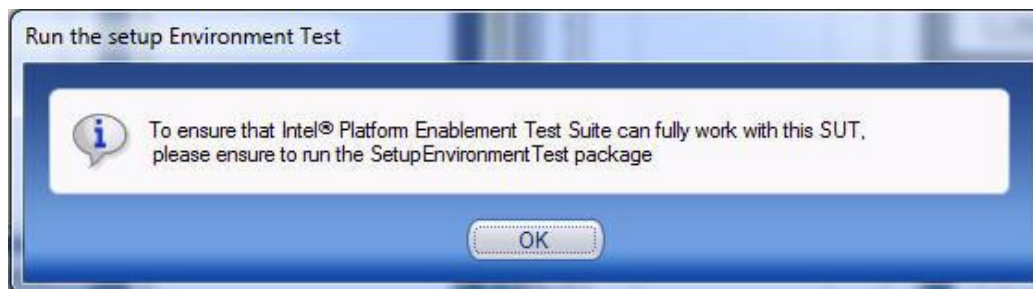 Run the setup Environment Test
To ensure that Intel® Platform Enablement Test Suite can fully work with this SUT,
please ensure to run the SetupEnvironmentTest package
OK